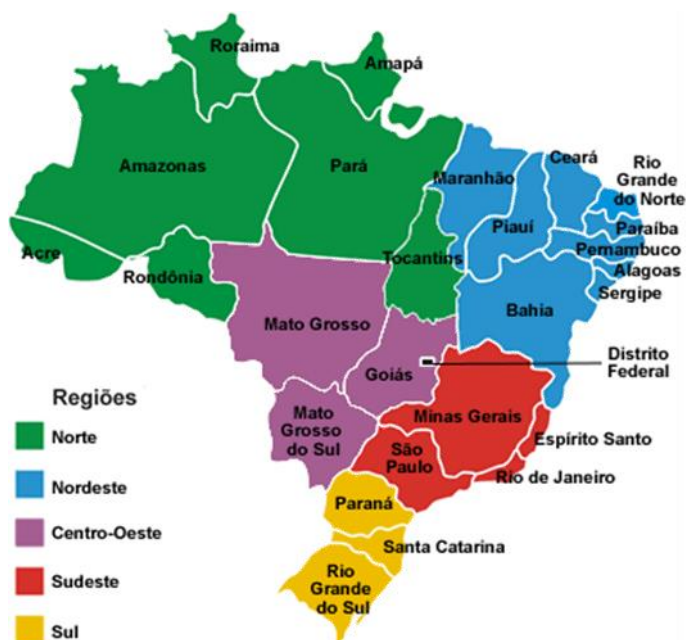 Roraima
Amapá
Amazonas
Pará
Maranhão
Ceará
Rio
Grande
do Norte
Piauí
Paraíba
Pernambuco
Alagoas
Sergipe
Acre
Rondônia
Tocantins
Bahia
Mato Grosso
Distrito
Federal
Goiás
Mato
Grosso
do Sul
Minas Gerais
Espírito Santo
São
Paulo
Rio de Janeiro
Paraná
Santa Catarina
Rio
Grande
do Sul
Regiões
Norte
Nordeste
Centro-Oeste
Sudeste
Sul